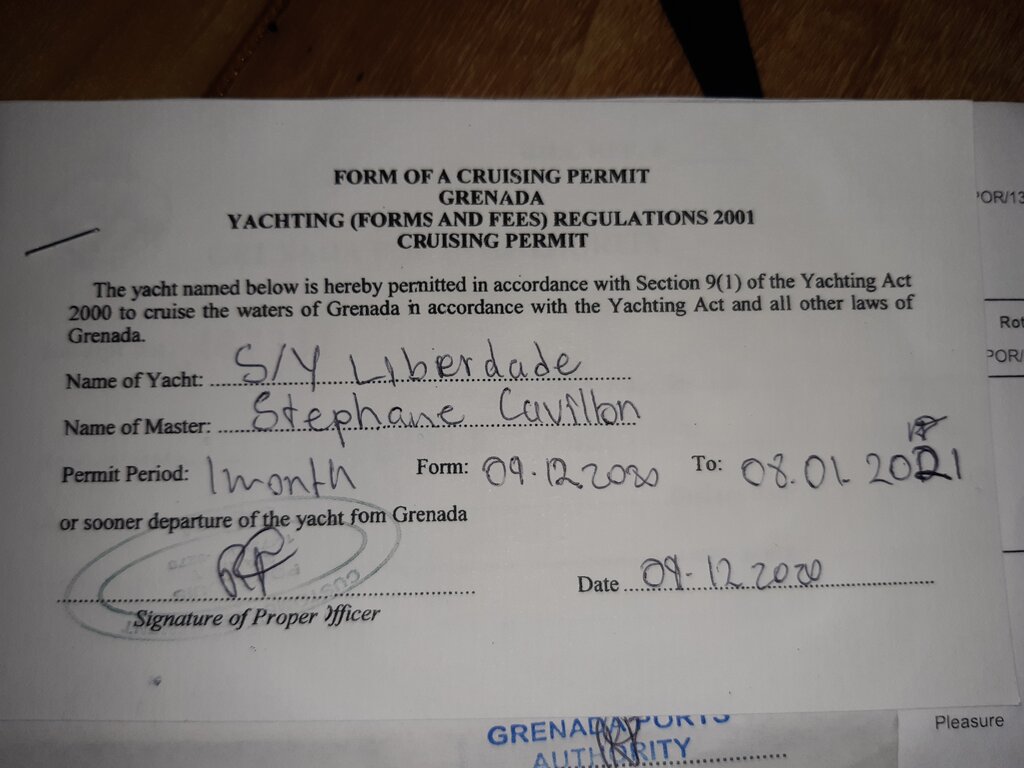 FORM OF A CRUISING PERMIT
GRENADA
YACHTING (FORMS AND FEES) REGULATIONS 2001
CRUISING PERMIT
The yacht named below is hereby permitted in accordance with Section 9(1) of the Yachting Act
2000 to cruise the waters of Grenada in accordance with the Yachting Act and all other laws of
Grenada.
Name of Yacht: S/Y Liberdade
Name of Master: Stephane Cavillon
Permit Period: 1 month Form: 09.12.2020 To: 08.01.2021
or sooner departure of the yacht fom Grenada
Date 09-12 2020
Signature of Proper Officer
GRENADA PORTS
AUTHORITY
Pleasure